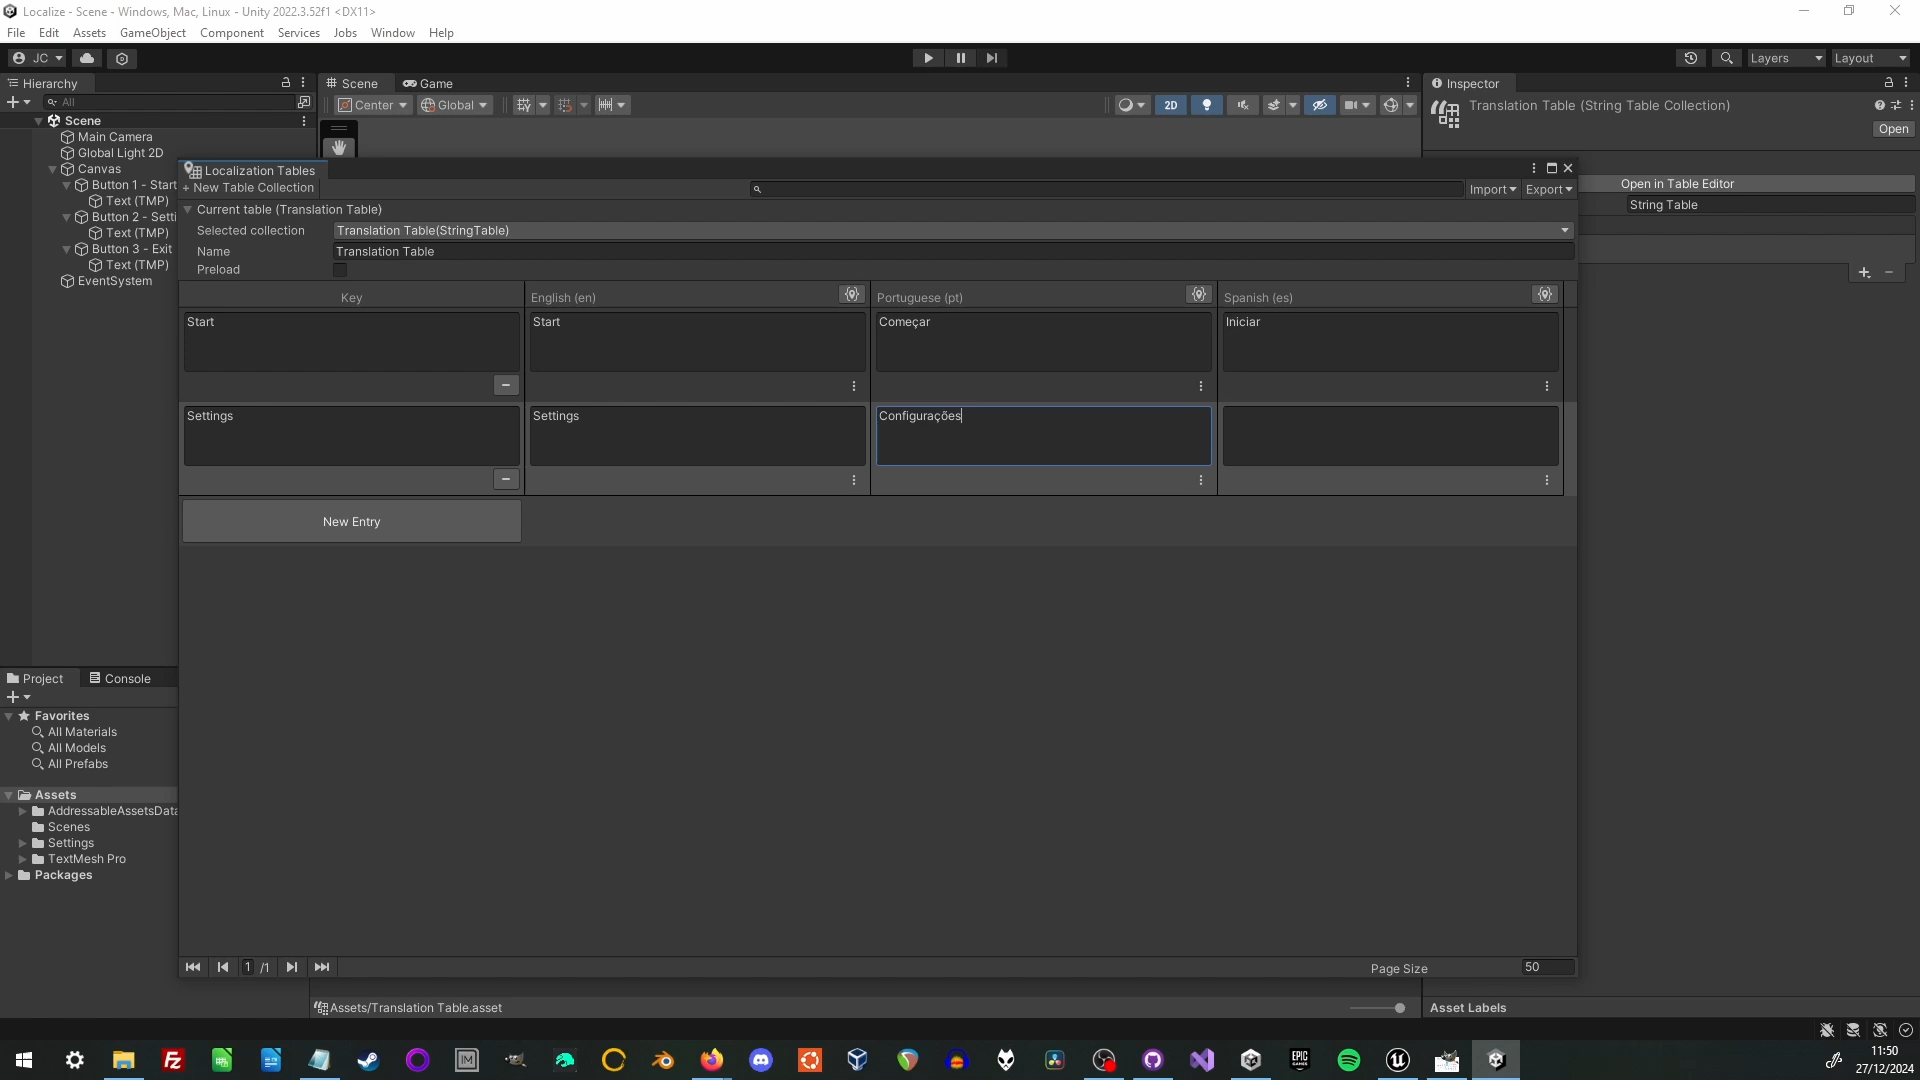 Localize - Scene - Windows, Mac, Linux - Unity 2022.3.52f1 <DX11>
File Edit Assets GameObject Component Services Jobs Window Help
JC
Layers Layout
Hierarchy
All
Scene
Main Camera
Global Light 2D
Canvas
Button 1 - Start
Text (TMP)
Button 2 - Setti
Text (TMP)
Button 3 - Exit
Text (TMP)
EventSystem
Scene Game
Center Global 2D
Inspector
Translation Table (String Table Collection)
Open
Open in Table Editor
String Table
Localization Tables
+ New Table Collection
Import Export
Current table (Translation Table)
Selected collection Translation Table(StringTable)
Name Translation Table
Preload
Key English (en) Portuguese (pt) Spanish (es)
Start Start Começar Iniciar
Settings Settings Configurações
New Entry
1 /1
Page Size 50
Project Console
Favorites
All Materials
All Models
All Prefabs
Assets
AddressableAssetsData
Scenes
Settings
TextMesh Pro
Packages
Assets/Translation Table.asset
Asset Labels
11:50
27/12/2024